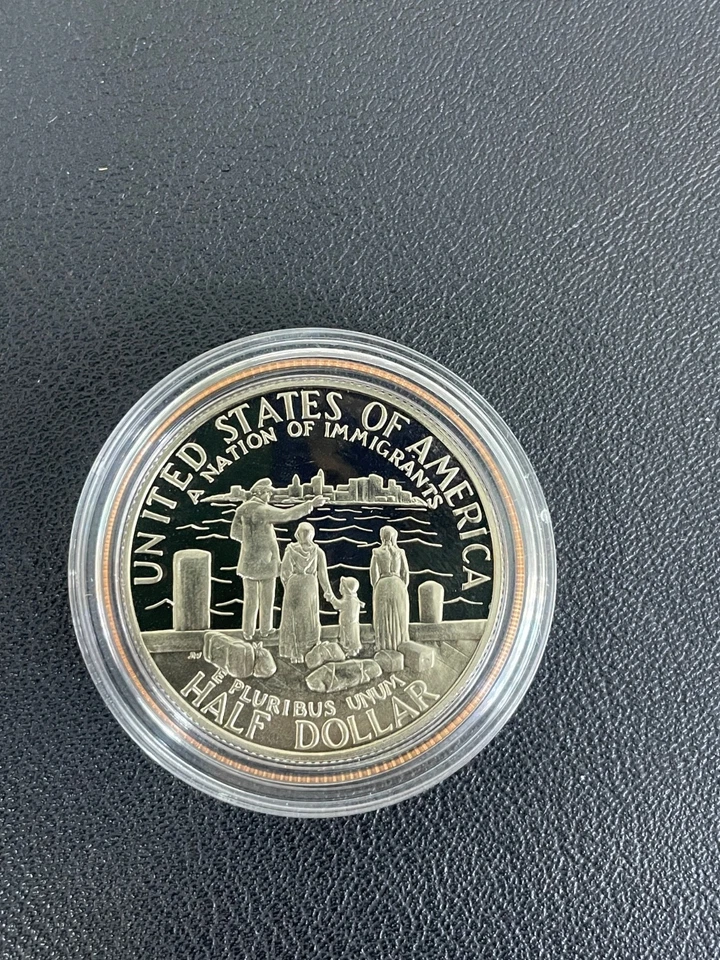 UNITED STATES OF AMERICA
A NATION OF IMMIGRANTS
E PLURIBUS UNUM
HALF DOLLAR